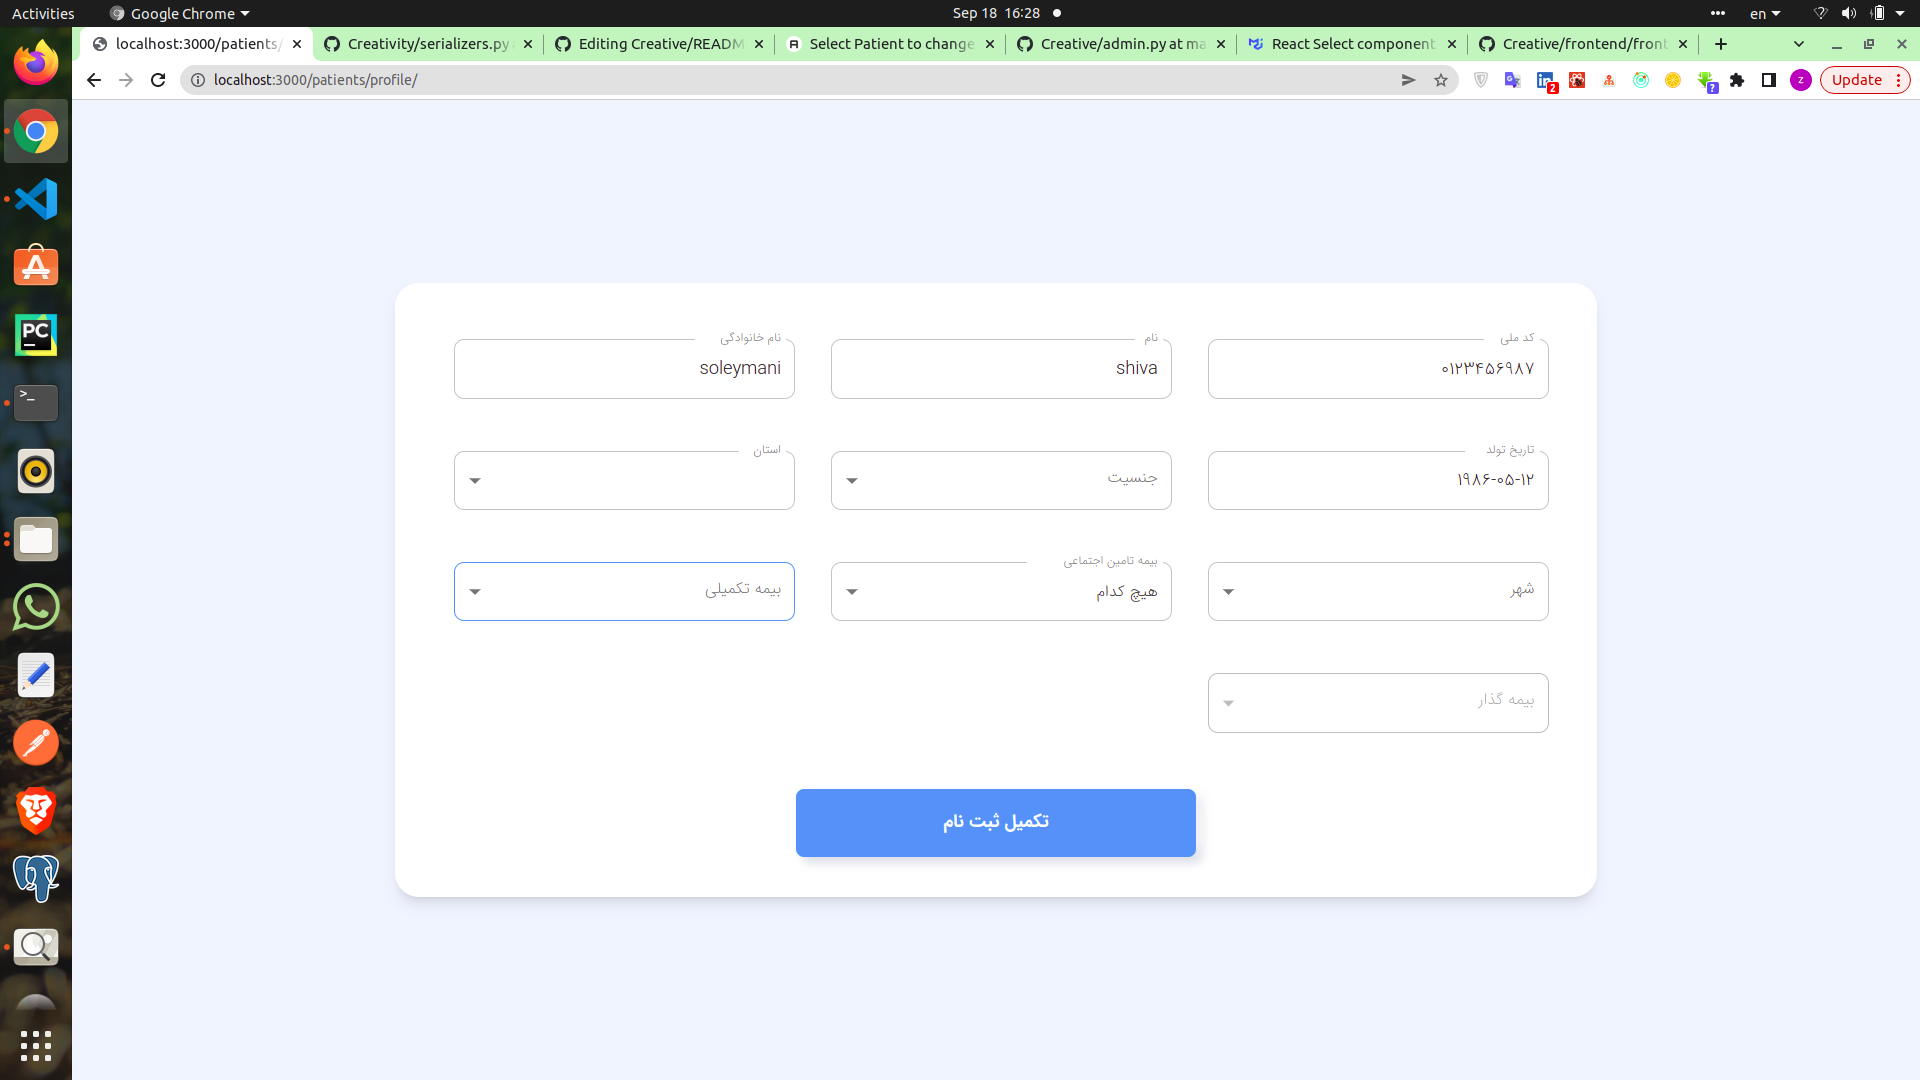 Activities
Google Chrome
Sep 18 16:28
en
localhost:3000/patients/
Creativity/serializers.py
Editing Creative/READM
Select Patient to change
Creative/admin.py at ma
React Select component
Creative/frontend/front
localhost:3000/patients/profile/
2
?
z
Update
کد ملی
۰۱۲۳۴۵۶۹۸۷
نام
shiva
نام خانوادگی
soleymani
تاریخ تولد
۱۹۸۶-۰۵-۱۲
جنسیت
استان
شهر
بیمه تامین اجتماعی
هیچ کدام
بیمه تکمیلی
بیمه گذار
تکمیل ثبت نام
PC
>_